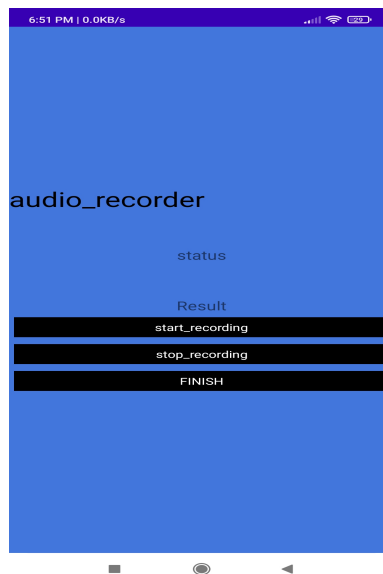 6:51 PM | 0.0KB/s 29
audio_recorder
status
Result
start_recording
stop_recording
FINISH